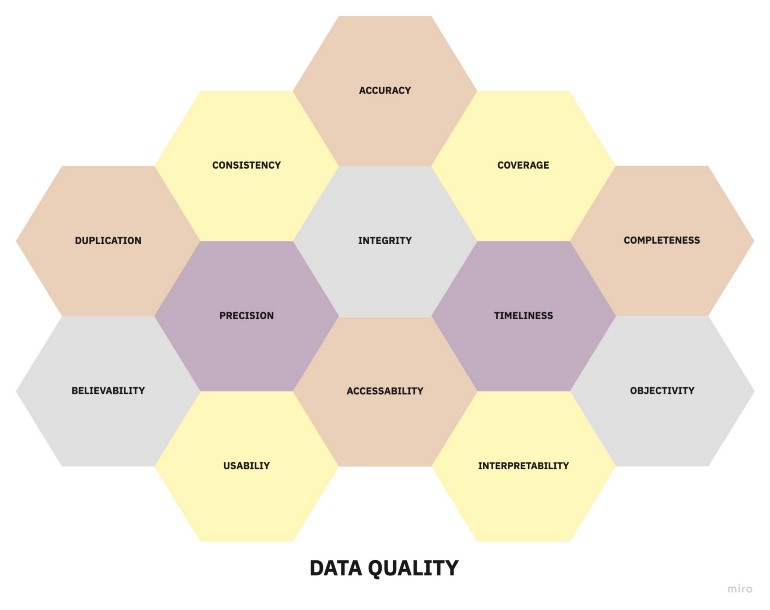 ACCURACY
CONSISTENCY
COVERAGE
DUPLICATION
INTEGRITY
COMPLETENESS
PRECISION
TIMELINESS
BELIEVABILITY
ACCESSABILITY
OBJECTIVITY
USABILIY
INTERPRETABILITY
DATA QUALITY
miro